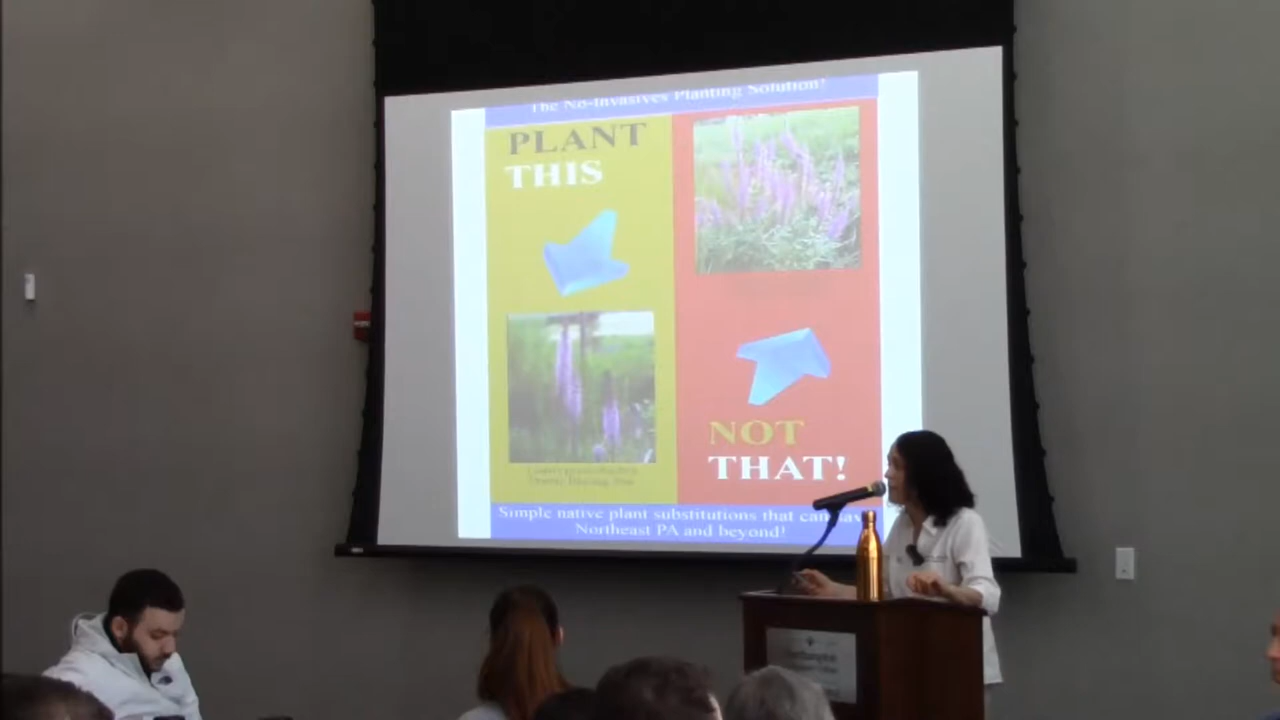 The No-Invasives Planting Solution!
PLANT
THIS
NOT
THAT!
Simple native plant substitutions that can
Northeast PA and beyond!